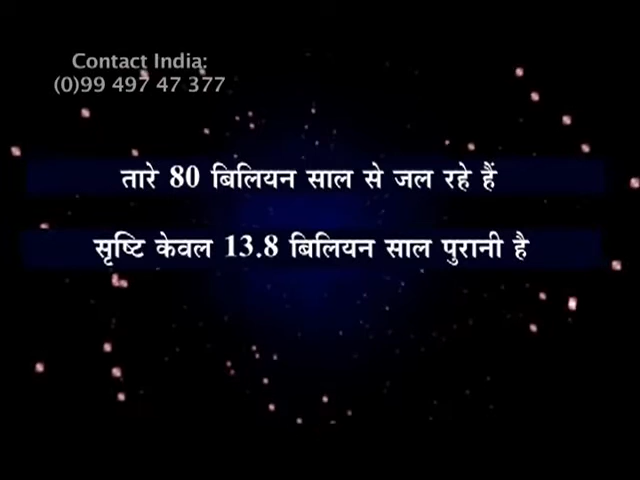 Contact India:
(0)99 497 47 377
तारे 80 बिलियन साल से जल रहे हैं
सृष्टि केवल 13.8 बिलियन साल पुरानी है